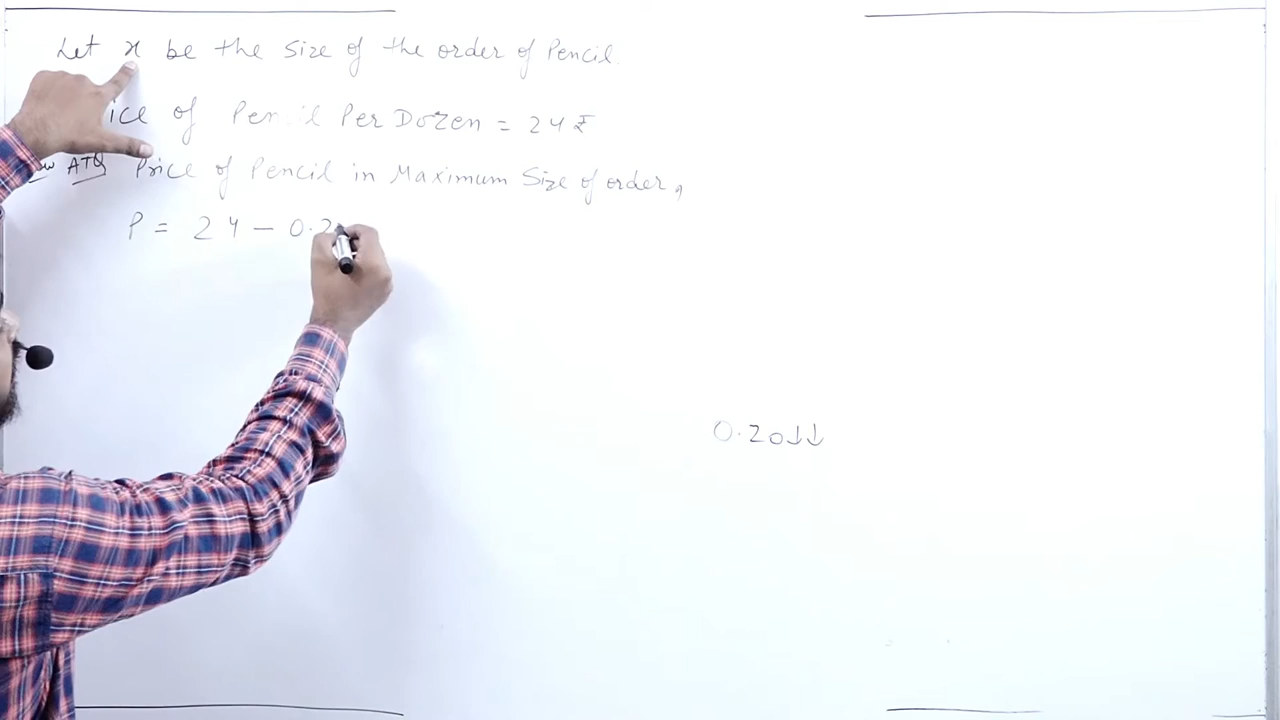 Let x be the size of the order of Pencil.
ice of Pencil Per Dozen = 24 ₹
ow ATQ Price of Pencil in Maximum Size of order,
P = 24 - 0.2
0.20↓↓